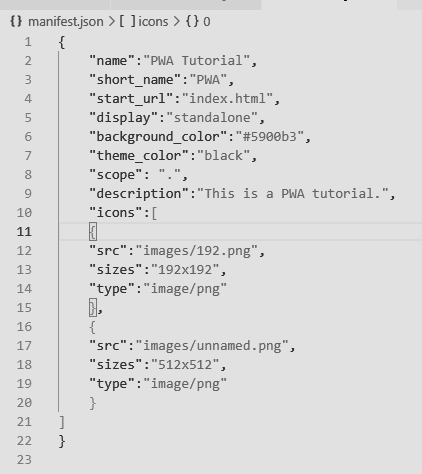 {} manifest.json > [ ] icons > {} 0
1 {
2 "name":"PWA Tutorial",
3 "short_name":"PWA",
4 "start_url":"index.html",
5 "display":"standalone",
6 "background_color":"#5900b3",
7 "theme_color":"black",
8 "scope": ".",
9 "description":"This is a PWA tutorial.",
10 "icons":[
11 {
12 "src":"images/192.png",
13 "sizes":"192x192",
14 "type":"image/png"
15 },
16 {
17 "src":"images/unnamed.png",
18 "sizes":"512x512",
19 "type":"image/png"
20 }
21 ]
22 }
23